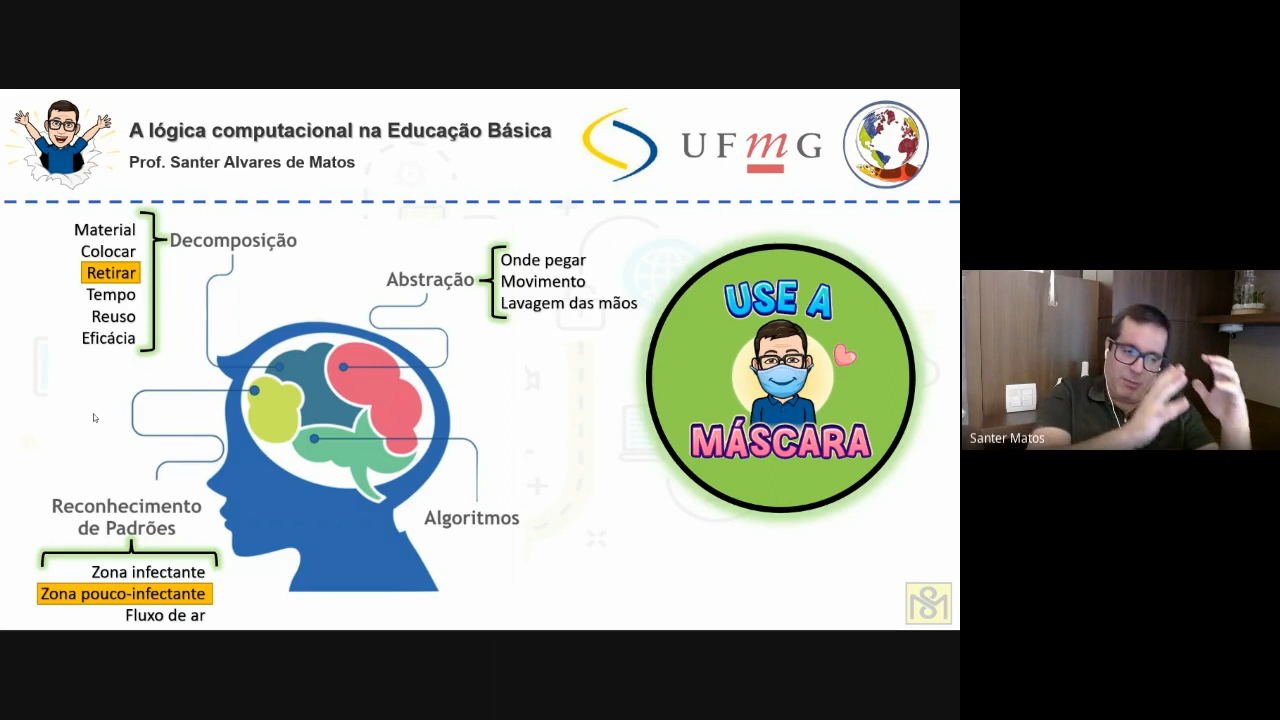 A lógica computacional na Educação Básica
Prof. Santer Alvares de Matos
UFmG
Material
Colocar
Retirar
Tempo
Reuso
Eficácia
Decomposição
Abstração
Onde pegar
Movimento
Lavagem das mãos
USE A
MÁSCARA
Reconhecimento
de Padrões
Zona infectante
Zona pouco-infectante
Fluxo de ar
Algoritmos
SM
Santer Matos